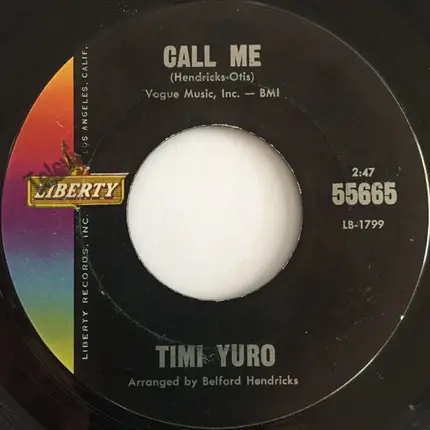 CALL ME
(Hendricks-Otis)
Vogue Music, Inc. — BMI
LIBERTY
LIBERTY RECORDS, INC.
LOS ANGELES, CALIF.
2:47
55665
LB-1799
TIMI YURO
Arranged by Belford Hendricks